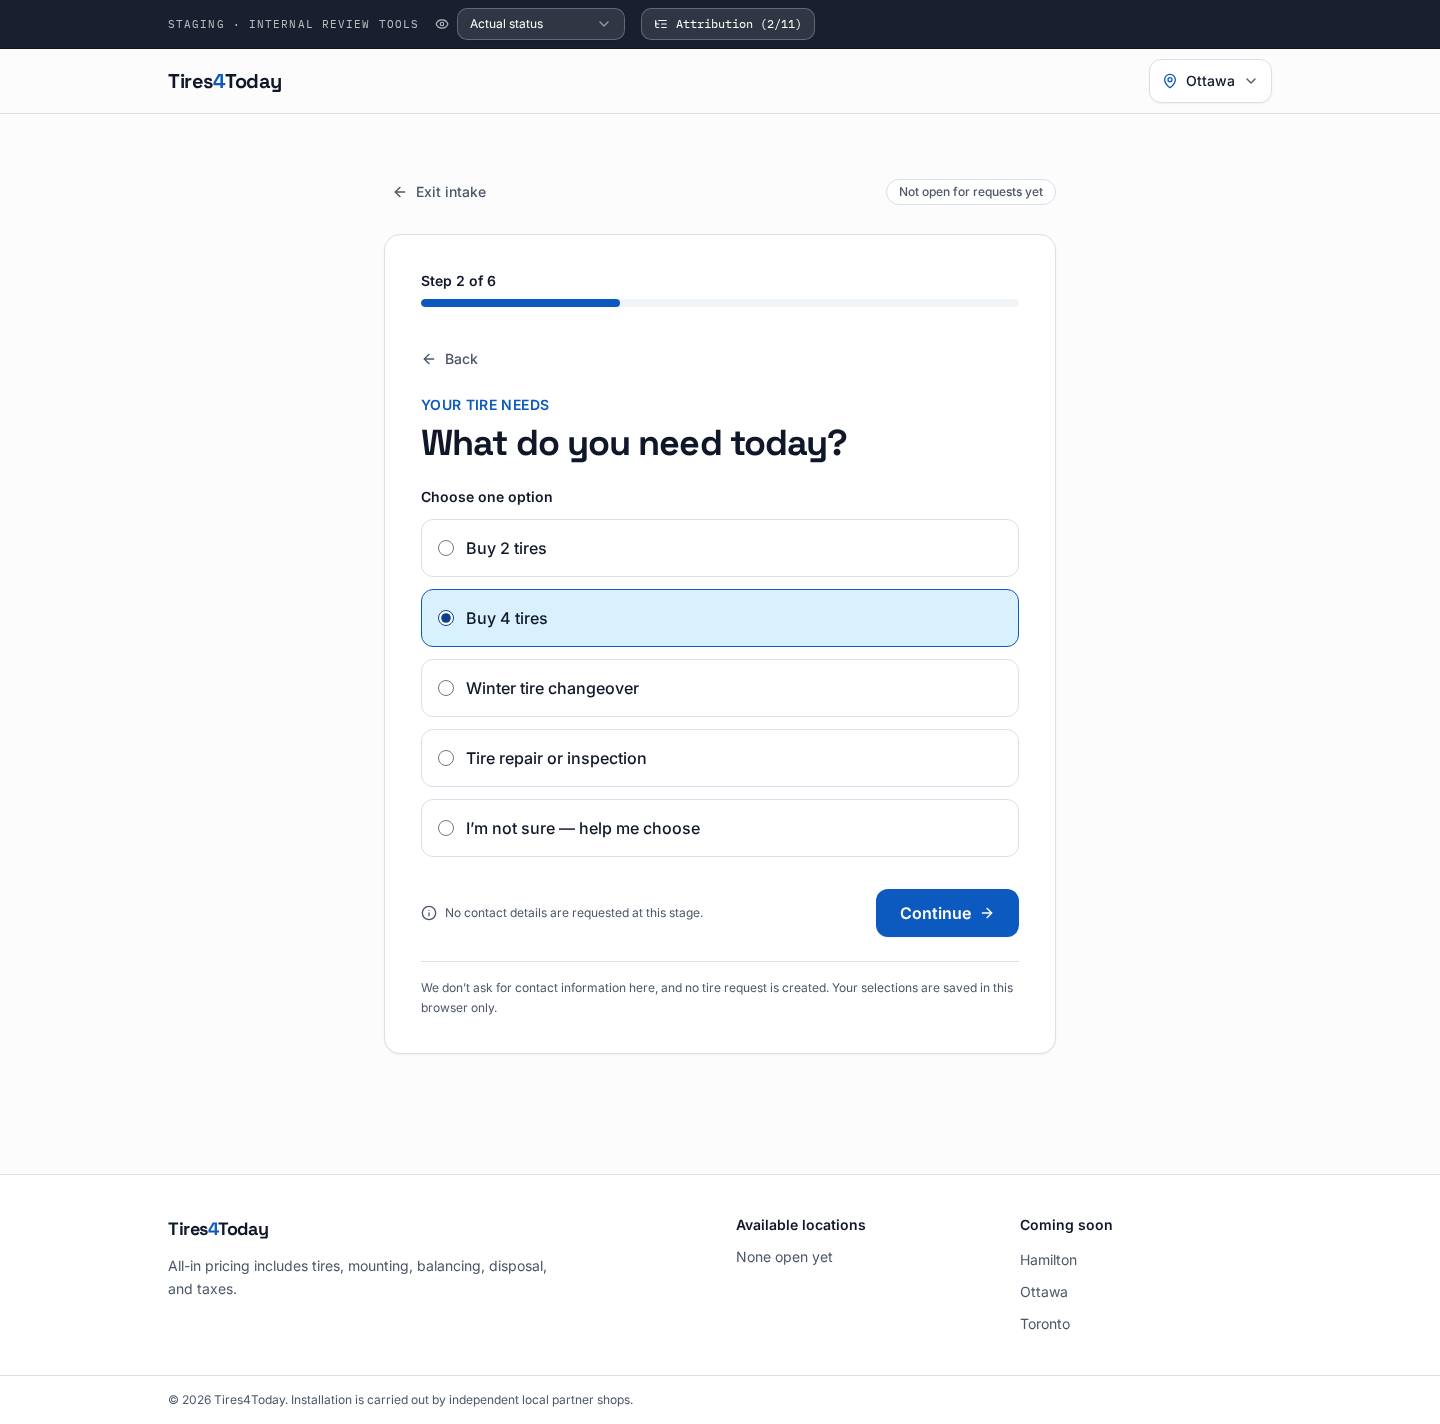 STAGING · INTERNAL REVIEW TOOLS
Actual status
Attribution (2/11)
Tires4Today
Ottawa
Exit intake
Not open for requests yet
Step 2 of 6
Back
YOUR TIRE NEEDS
What do you need today?
Choose one option
Buy 2 tires
Buy 4 tires
Winter tire changeover
Tire repair or inspection
I’m not sure — help me choose
No contact details are requested at this stage.
Continue
We don’t ask for contact information here, and no tire request is created. Your selections are saved in this
browser only.
Tires4Today
All-in pricing includes tires, mounting, balancing, disposal,
and taxes.
Available locations
None open yet
Coming soon
Hamilton
Ottawa
Toronto
© 2026 Tires4Today. Installation is carried out by independent local partner shops.